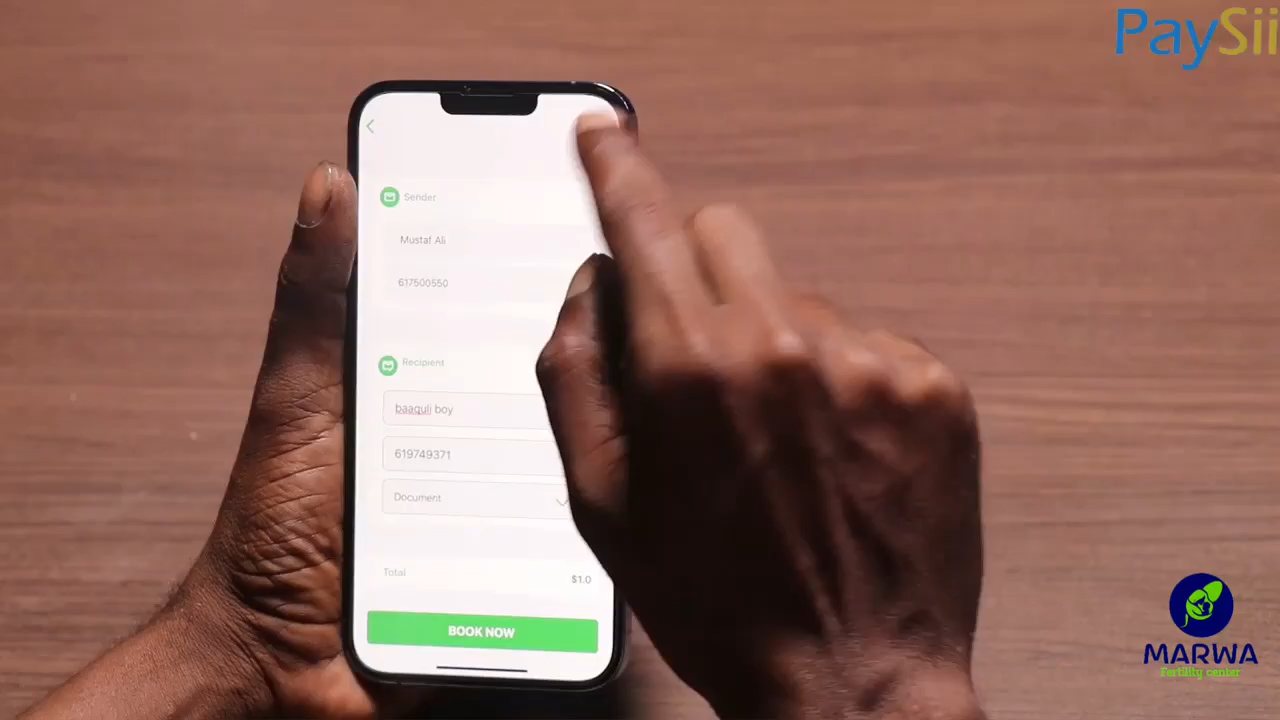 PaySii
Sender
Mustaf Ali
617500550
Recipient
baaquli boy
619749371
Document
Total
$1.0
BOOK NOW
MARWA
fertility center